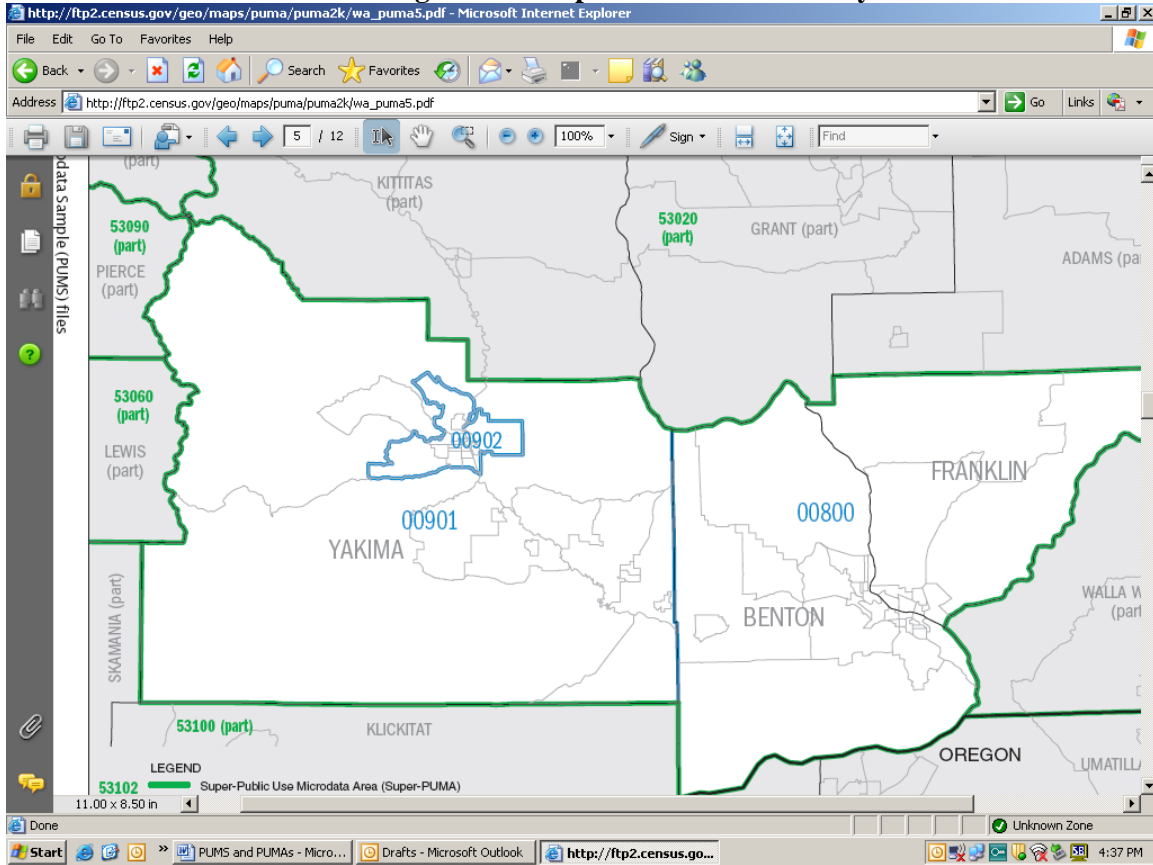 http://ftp2.census.gov/geo/maps/puma/puma2k/wa_puma5.pdf - Microsoft Internet Explorer
File Edit Go To Favorites Help
Back Search Favorites
Address http://ftp2.census.gov/geo/maps/puma/puma2k/wa_puma5.pdf Go Links
5 / 12 100% Sign Find
odata Sample (PUMS) files
(part)
KITTITAS
(part)
53090
(part)
PIERCE
(part)
53020
(part)
GRANT (part)
ADAMS (pa
53060
(part)
LEWIS
(part)
00902
FRANKLIN
00901
YAKIMA
00800
BENTON
WALLA W
(part
SKAMANIA (part)
53100 (part)
KLICKITAT
OREGON
UMATILLA
LEGEND
53102 Super-Public Use Microdata Area (Super-PUMA)
11.00 x 8.50 in
Done Unknown Zone
Start PUMS and PUMAs - Micro... Drafts - Microsoft Outlook http://ftp2.census.go... SB 4:37 PM